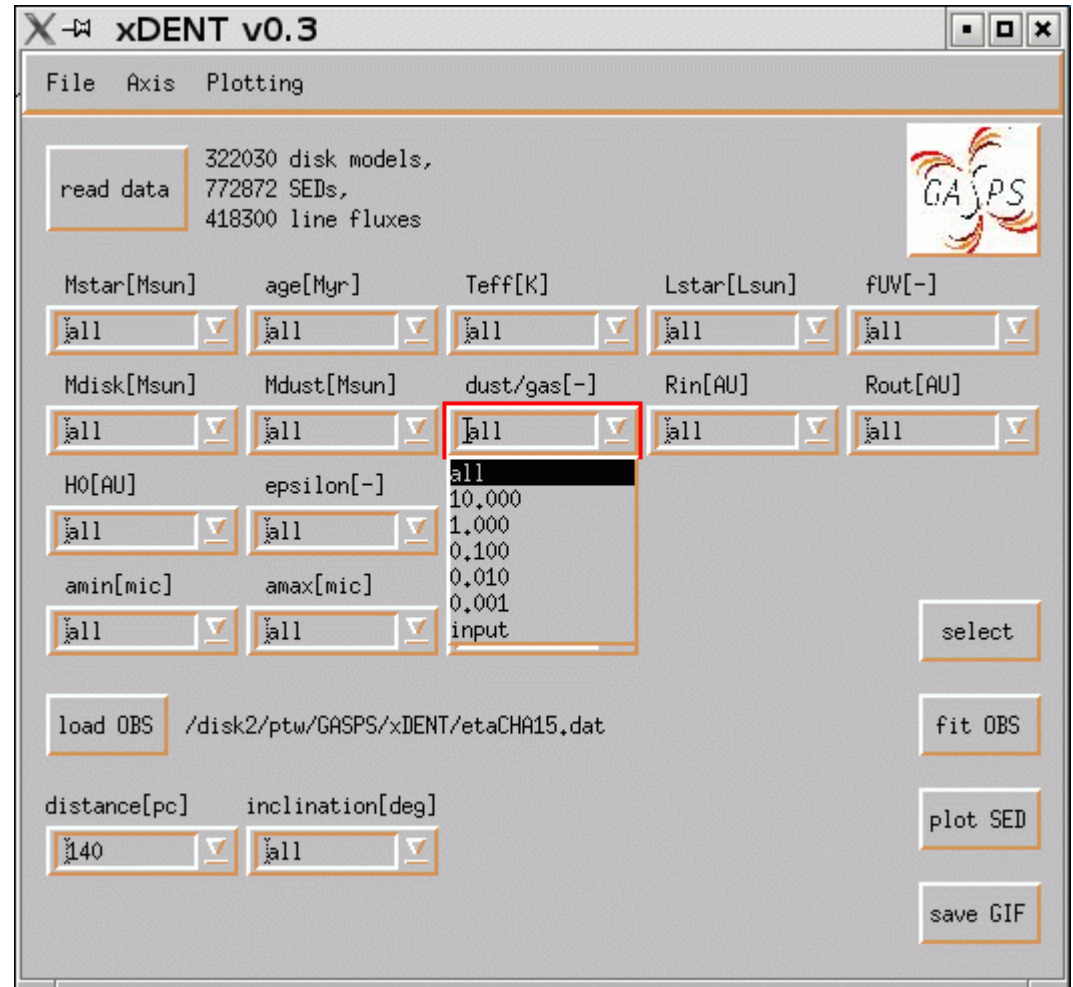 xDENT v0.3
File Axis Plotting
read data
322030 disk models,
772872 SEDs,
418300 line fluxes
GASPS
Mstar[Msun] age[Myr] Teff[K] Lstar[Lsun] fUV[-]
all all all all all
Mdisk[Msun] Mdust[Msun] dust/gas[-] Rin[AU] Rout[AU]
all all all all all
H0[AU] epsilon[-]
all all
amin[mic] amax[mic]
all all
all
10.000
1.000
0.100
0.010
0.001
input
select
load OBS /disk2/ptw/GASPS/xDENT/etaCHA15.dat
fit OBS
distance[pc] inclination[deg]
140 all
plot SED
save GIF